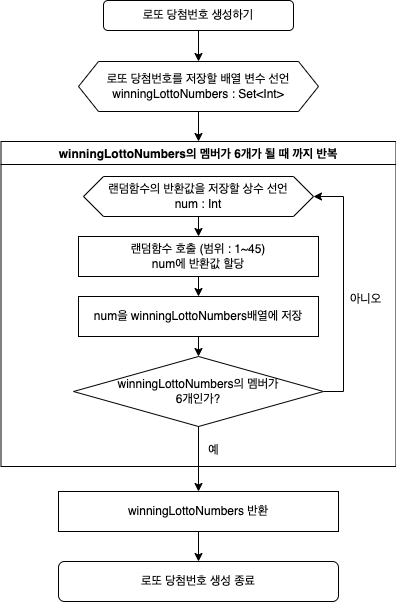 로또 당첨번호 생성하기
로또 당첨번호를 저장할 배열 변수 선언
winningLottoNumbers : Set<Int>
winningLottoNumbers의 멤버가 6개가 될 때 까지 반복
랜덤함수의 반환값을 저장할 상수 선언
num : Int
랜덤함수 호출 (범위 : 1~45)
num에 반환값 할당
아니오
num을 winningLottoNumbers배열에 저장
winningLottoNumbers의 멤버가
6개인가?
예
winningLottoNumbers 반환
로또 당첨번호 생성 종료